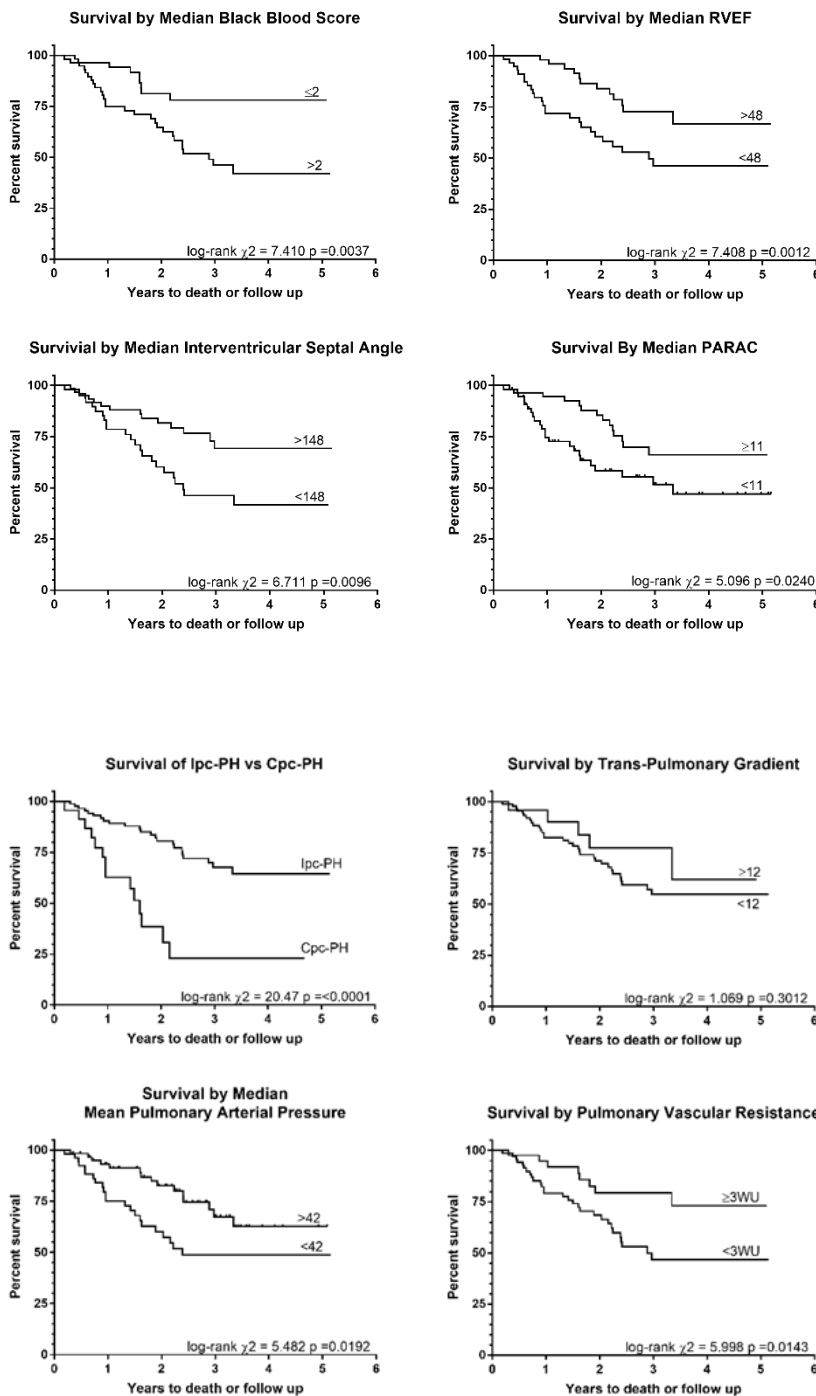 Survival by Median Black Blood Score
Percent survival
100
75
50
25
0
≤2
>2
log-rank χ2 = 7.410 p =0.0037
0 1 2 3 4 5 6
Years to death or follow up
Survival by Median RVEF
Percent survival
100
75
50
25
0
>48
<48
log-rank χ2 = 7.408 p =0.0012
0 1 2 3 4 5 6
Years to death or follow up
Survivial by Median Interventricular Septal Angle
Percent survival
100
75
50
25
0
>148
<148
log-rank χ2 = 6.711 p =0.0096
0 1 2 3 4 5 6
Years to death or follow up
Survival By Median PARAC
Percent survival
100
75
50
25
0
≥11
<11
log-rank χ2 = 5.096 p =0.0240
0 1 2 3 4 5 6
Years to death or follow up
Survival of Ipc-PH vs Cpc-PH
Percent survival
100
75
50
25
0
Ipc-PH
Cpc-PH
log-rank χ2 = 20.47 p =<0.0001
0 1 2 3 4 5 6
Years to death or follow up
Survival by Trans-Pulmonary Gradient
Percent survival
100
75
50
25
0
>12
<12
log-rank χ2 = 1.069 p =0.3012
0 1 2 3 4 5 6
Years to death or follow up
Survival by Median
Mean Pulmonary Arterial Pressure
Percent survival
100
75
50
25
0
>42
<42
log-rank χ2 = 5.482 p =0.0192
0 1 2 3 4 5 6
Years to death or follow up
Survival by Pulmonary Vascular Resistance
Percent survival
100
75
50
25
0
≥3WU
<3WU
log-rank χ2 = 5.998 p =0.0143
0 1 2 3 4 5 6
Years to death or follow up